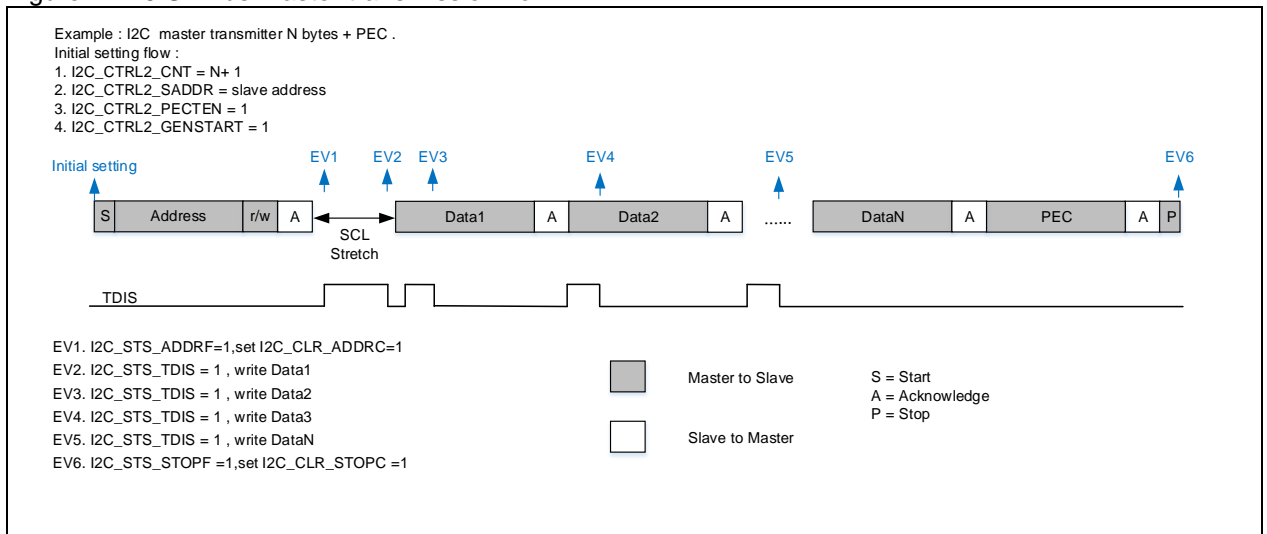 Example : I2C master transmitter N bytes + PEC .
Initial setting flow :
1. I2C_CTRL2_CNT = N+ 1
2. I2C_CTRL2_SADDR = slave address
3. I2C_CTRL2_PECTEN = 1
4. I2C_CTRL2_GENSTART = 1
Initial setting EV1 EV2 EV3 EV4 EV5 EV6
S Address r/w A Data1 A Data2 A ...... DataN A PEC A P
SCL
Stretch
TDIS
EV1. I2C_STS_ADDRF=1,set I2C_CLR_ADDRC=1
EV2. I2C_STS_TDIS = 1 , write Data1
EV3. I2C_STS_TDIS = 1 , write Data2
EV4. I2C_STS_TDIS = 1 , write Data3
EV5. I2C_STS_TDIS = 1 , write DataN
EV6. I2C_STS_STOPF =1,set I2C_CLR_STOPC =1
Master to Slave
Slave to Master
S = Start
A = Acknowledge
P = Stop